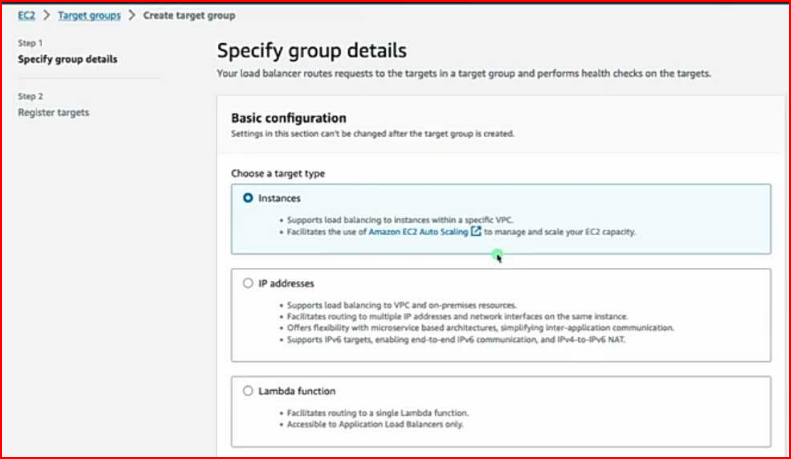 EC2 > Target groups > Create target group
Step 1
Specify group details
Step 2
Register targets
Specify group details
Your load balancer routes requests to the targets in a target group and performs health checks on the targets.
Basic configuration
Settings in this section can't be changed after the target group is created.
Choose a target type
Instances
• Supports load balancing to instances within a specific VPC.
• Facilitates the use of Amazon EC2 Auto Scaling to manage and scale your EC2 capacity.
IP addresses
• Supports load balancing to VPC and on-premises resources.
• Facilitates routing to multiple IP addresses and network interfaces on the same instance.
• Offers flexibility with microservice based architectures, simplifying inter-application communication.
• Supports IPv6 targets, enabling end-to-end IPv6 communication, and IPv4-to-IPv6 NAT.
Lambda function
• Facilitates routing to a single Lambda function.
• Accessible to Application Load Balancers only.